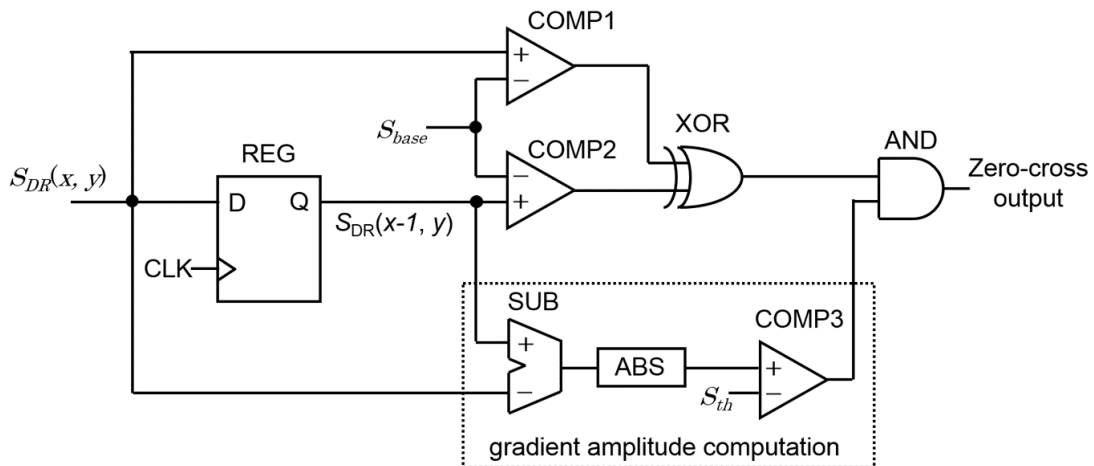 COMP1
+
−
XOR
S_base
AND
REG
COMP2
Zero-cross
output
S_DR(x, y)
D
Q
−
+
S_DR(x-1, y)
CLK
SUB
COMP3
+
ABS
+
−
S_th
−
gradient amplitude computation